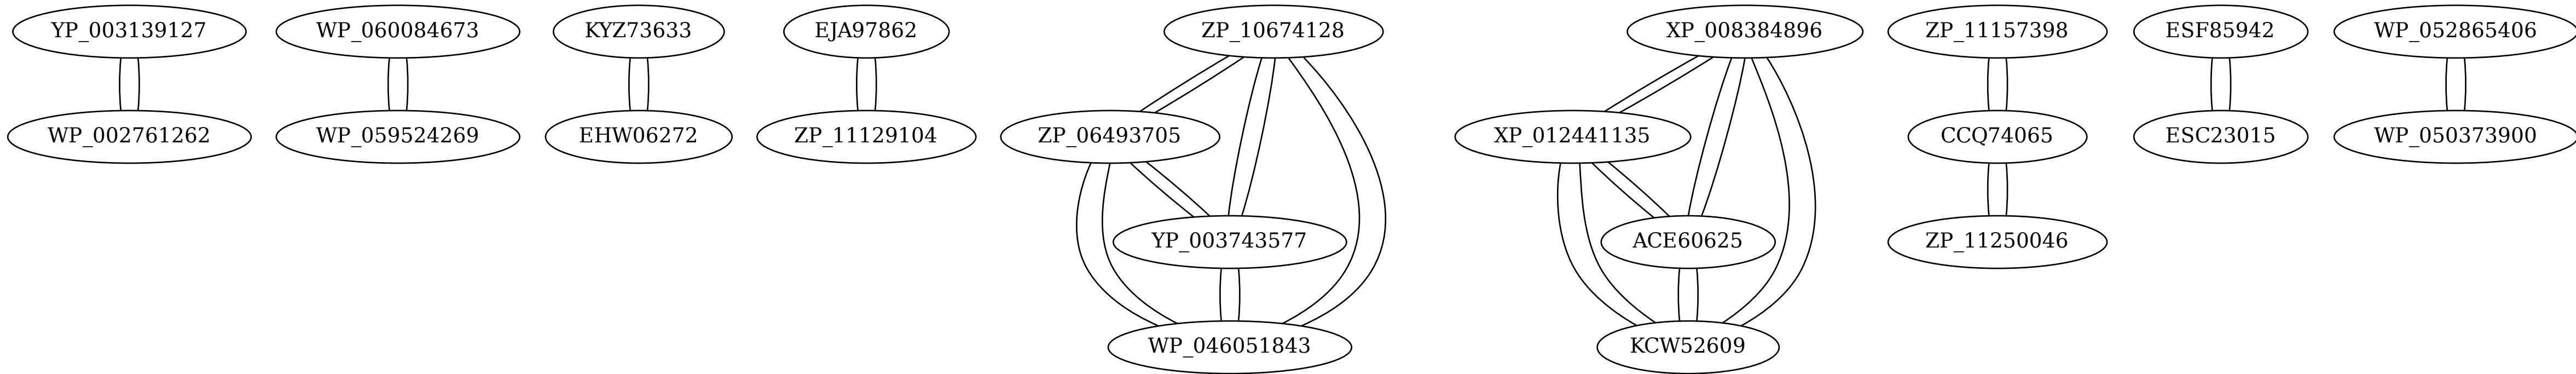 YP_003139127
WP_060084673
KYZ73633
EJA97862
ZP_10674128
XP_008384896
ZP_11157398
ESF85942
WP_052865406
WP_002761262
WP_059524269
EHW06272
ZP_11129104
ZP_06493705
XP_012441135
CCQ74065
ESC23015
WP_050373900
YP_003743577
ACE60625
ZP_11250046
WP_046051843
KCW52609